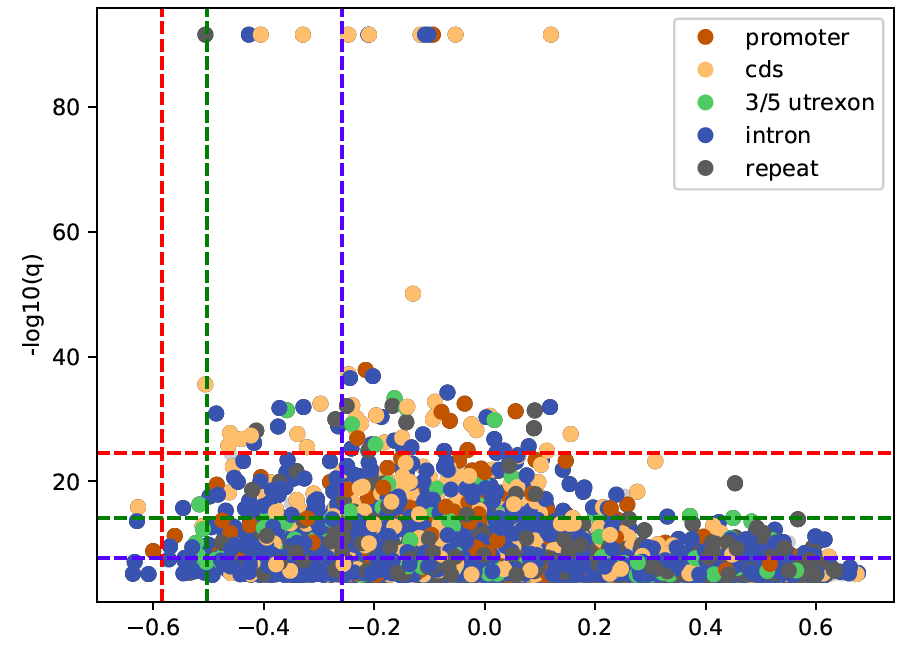 promoter
cds
3/5 utrexon
intron
repeat
80
60
40
20
-log10(q)
−0.6 −0.4 −0.2 0.0 0.2 0.4 0.6